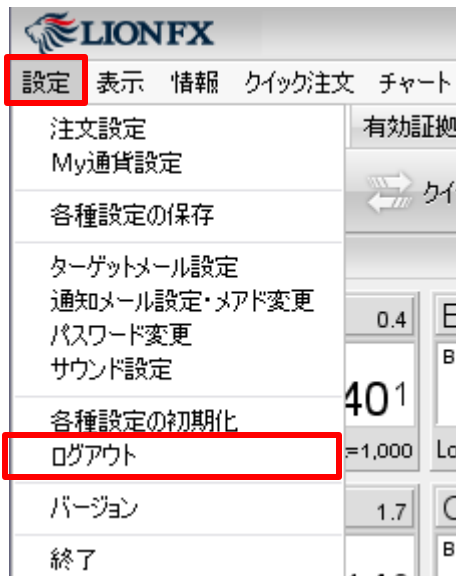 LION FX
設定 表示 情報 クイック注文 チャート
注文設定
有効証拠
My通貨設定
クイ
各種設定の保存
ターゲットメール設定
通知メール設定・メアド変更
0.4
パスワード変更
サウンド設定
401
各種設定の初期化
ログアウト
=1,000
バージョン
1.7
終了